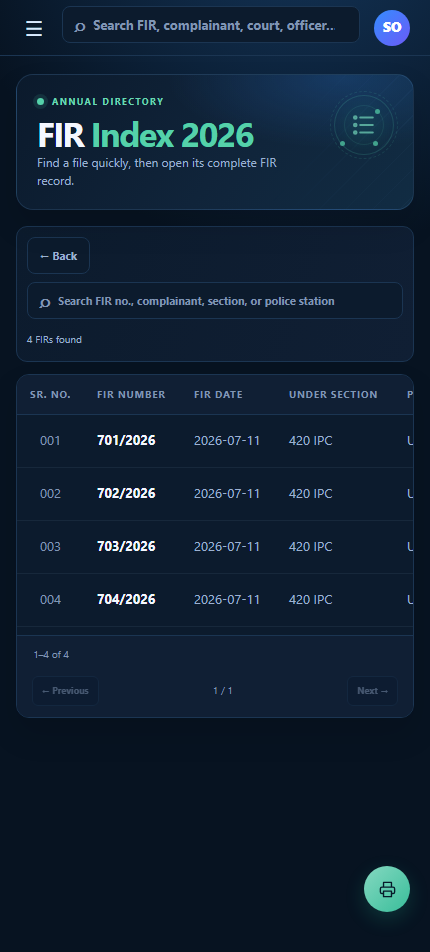 Search FIR, complainant, court, officer...
SO
ANNUAL DIRECTORY
FIR Index 2026
Find a file quickly, then open its complete FIR
record.
← Back
Search FIR no., complainant, section, or police station
4 FIRs found
SR. NO. FIR NUMBER FIR DATE UNDER SECTION P
001 701/2026 2026-07-11 420 IPC U
002 702/2026 2026-07-11 420 IPC U
003 703/2026 2026-07-11 420 IPC U
004 704/2026 2026-07-11 420 IPC U
1–4 of 4
← Previous 1 / 1 Next →